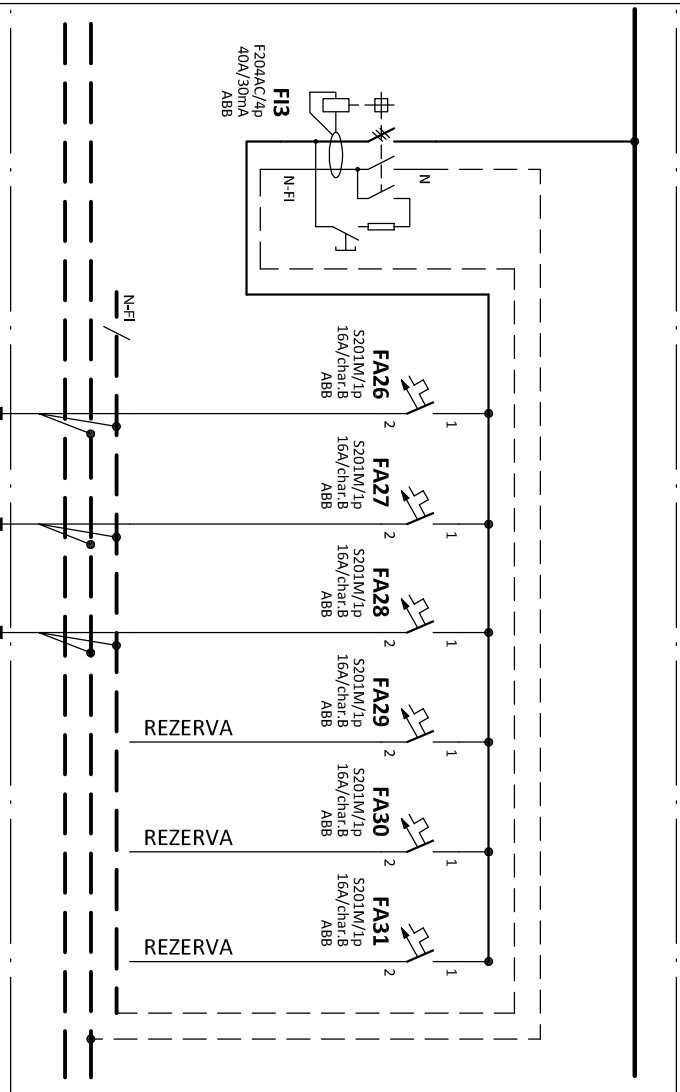 FI3
F204AC/4p
40A/30mA
ABB
N
N-FI
N-FI
FA26
S201M/1p
16A/char.B
ABB
1
2
FA27
S201M/1p
16A/char.B
ABB
1
2
FA28
S201M/1p
16A/char.B
ABB
1
2
FA29
S201M/1p
16A/char.B
ABB
1
2
REZERVA
FA30
S201M/1p
16A/char.B
ABB
1
2
REZERVA
FA31
S201M/1p
16A/char.B
ABB
1
2
REZERVA